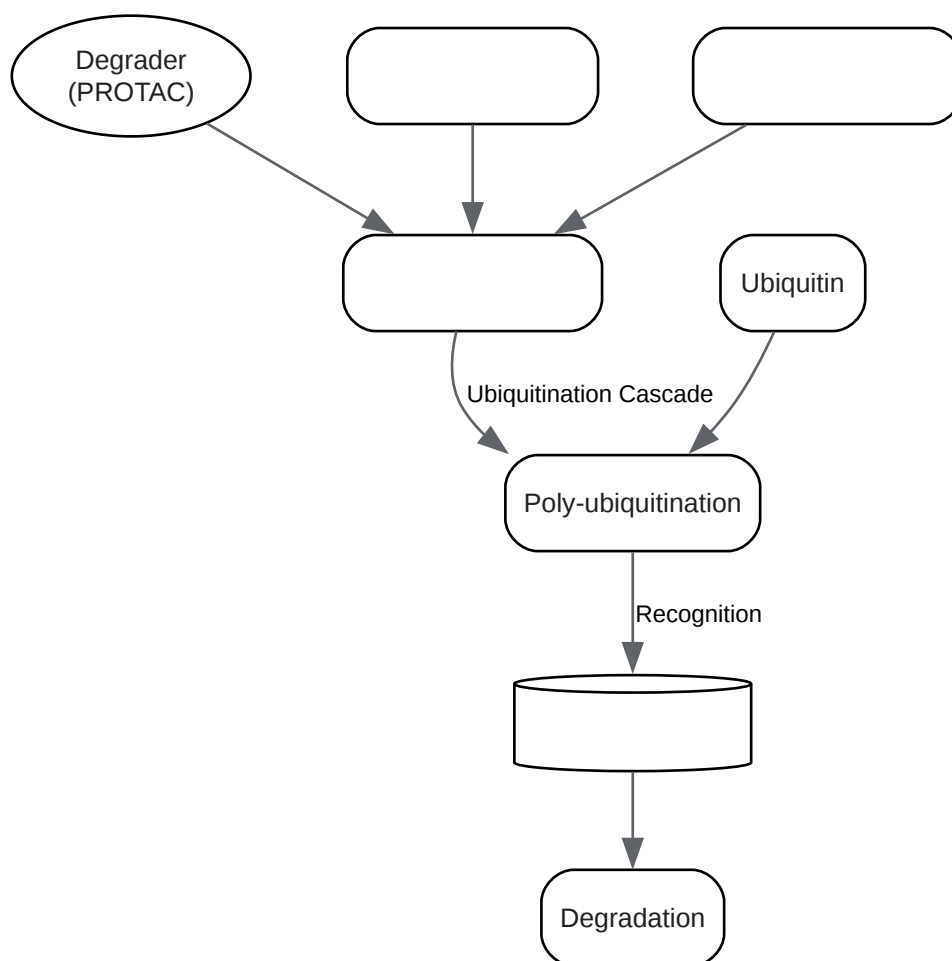 Degrader
(PROTAC)
Ubiquitin
Ubiquitination Cascade
Poly-ubiquitination
Recognition
Degradation